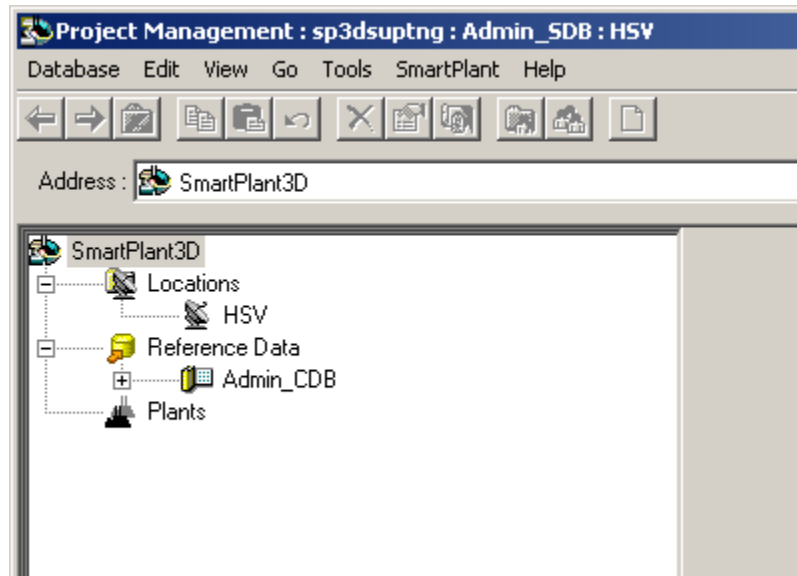 Project Management : sp3dsuptng : Admin_SDB : HSV
Database Edit View Go Tools SmartPlant Help
Address : SmartPlant3D
SmartPlant3D
Locations
HSV
Reference Data
Admin_CDB
Plants